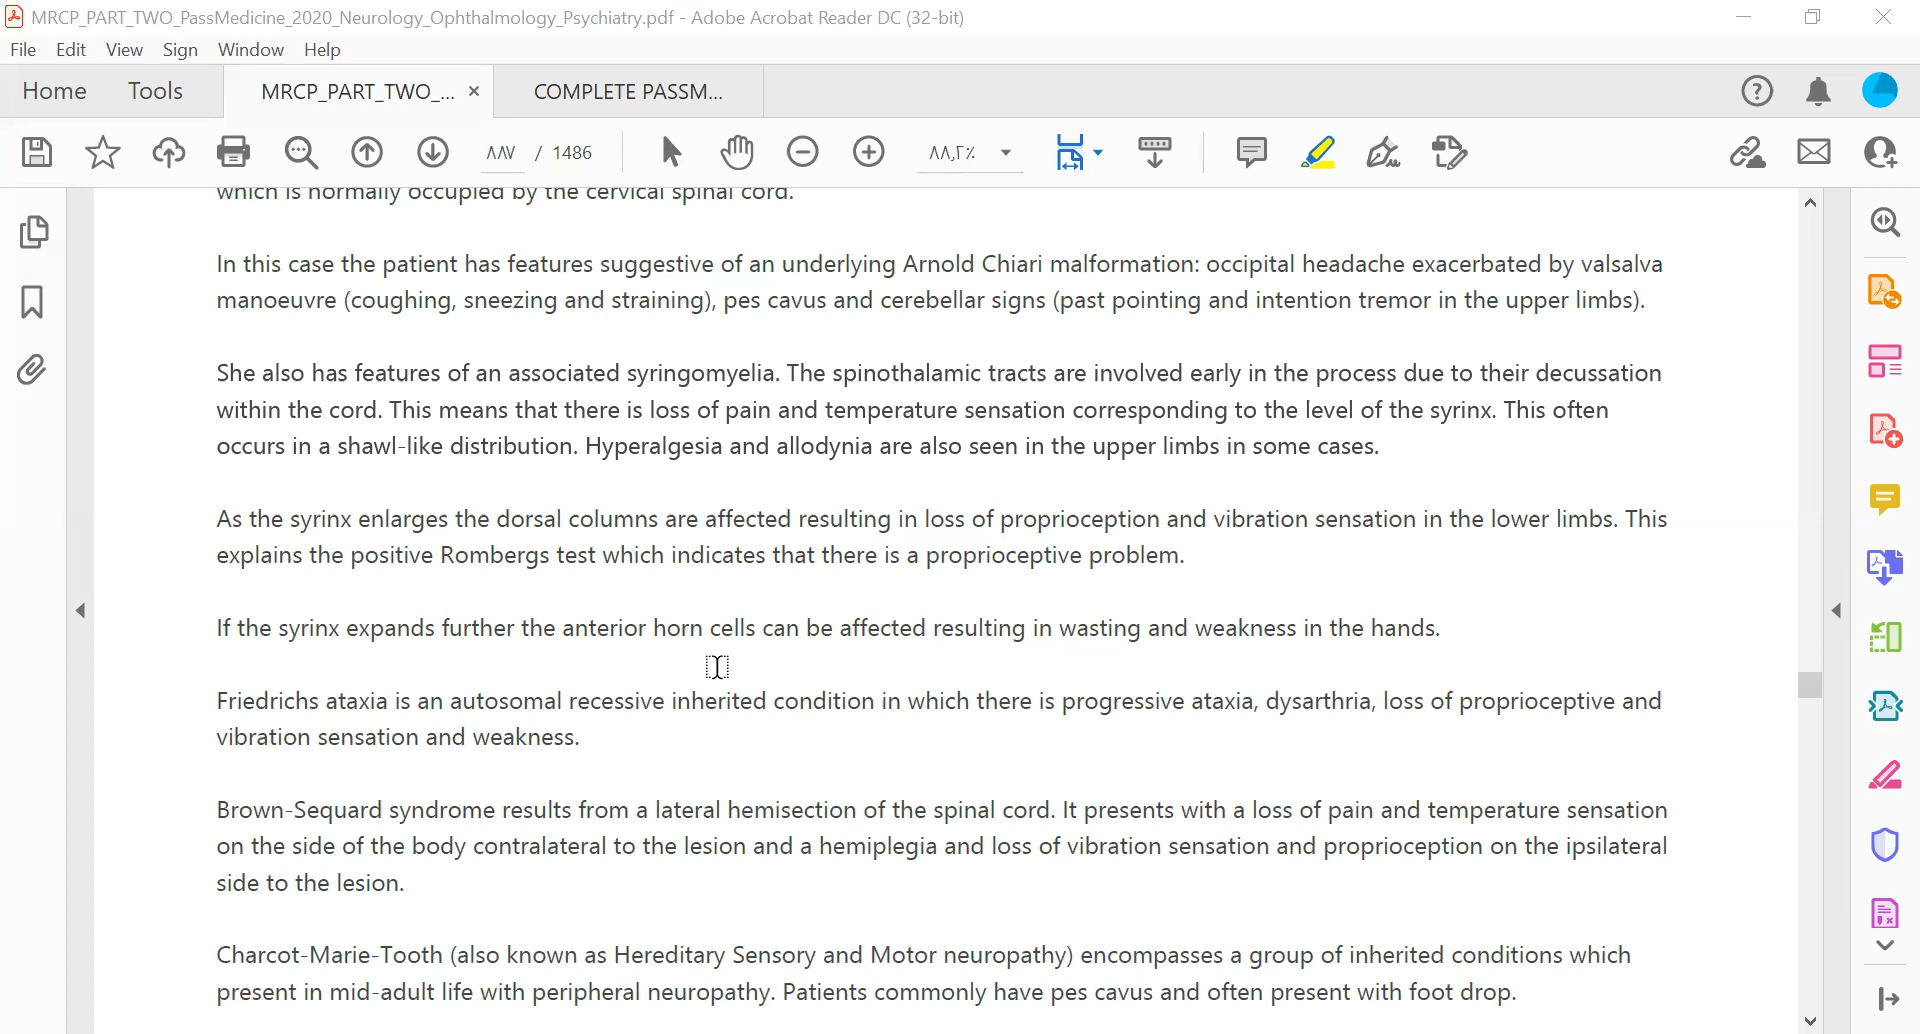 MRCP_PART_TWO_PassMedicine_2020_Neurology_Ophthalmology_Psychiatry.pdf - Adobe Acrobat Reader DC (32-bit)
File Edit View Sign Window Help
Home Tools MRCP_PART_TWO_... × COMPLETE PASSM...
٨٨٧ / 1486 ٨٨,٢٪
which is normally occupied by the cervical spinal cord.
In this case the patient has features suggestive of an underlying Arnold Chiari malformation: occipital headache exacerbated by valsalva
manoeuvre (coughing, sneezing and straining), pes cavus and cerebellar signs (past pointing and intention tremor in the upper limbs).
She also has features of an associated syringomyelia. The spinothalamic tracts are involved early in the process due to their decussation
within the cord. This means that there is loss of pain and temperature sensation corresponding to the level of the syrinx. This often
occurs in a shawl-like distribution. Hyperalgesia and allodynia are also seen in the upper limbs in some cases.
As the syrinx enlarges the dorsal columns are affected resulting in loss of proprioception and vibration sensation in the lower limbs. This
explains the positive Rombergs test which indicates that there is a proprioceptive problem.
If the syrinx expands further the anterior horn cells can be affected resulting in wasting and weakness in the hands.
Friedrichs ataxia is an autosomal recessive inherited condition in which there is progressive ataxia, dysarthria, loss of proprioceptive and
vibration sensation and weakness.
Brown-Sequard syndrome results from a lateral hemisection of the spinal cord. It presents with a loss of pain and temperature sensation
on the side of the body contralateral to the lesion and a hemiplegia and loss of vibration sensation and proprioception on the ipsilateral
side to the lesion.
Charcot-Marie-Tooth (also known as Hereditary Sensory and Motor neuropathy) encompasses a group of inherited conditions which
present in mid-adult life with peripheral neuropathy. Patients commonly have pes cavus and often present with foot drop.